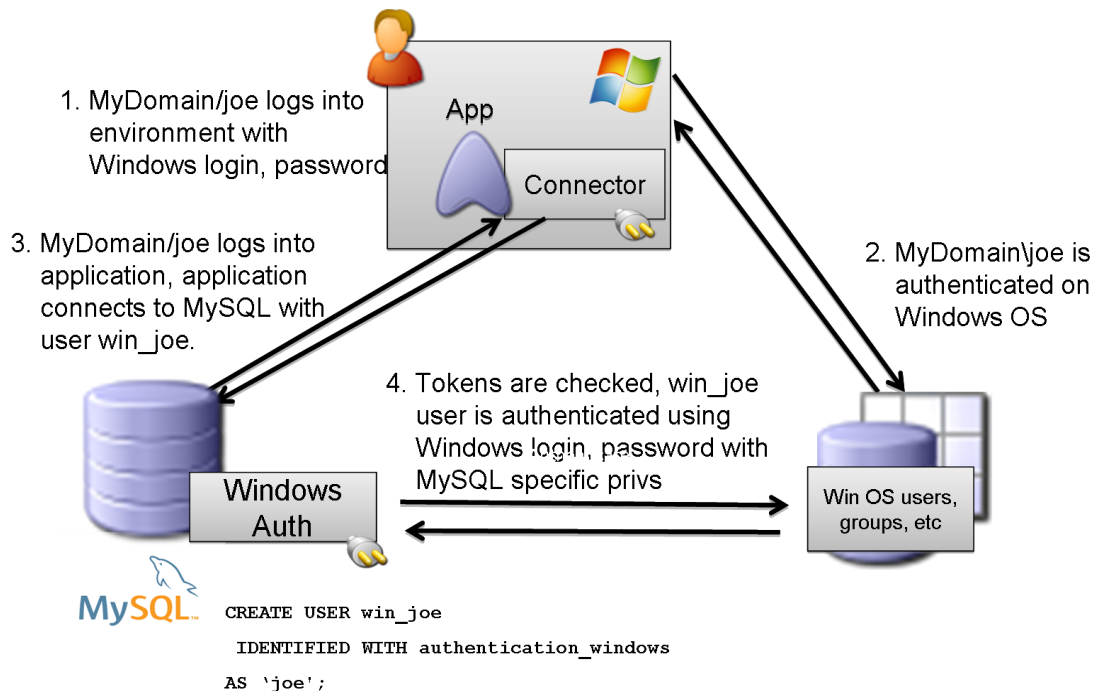 1. MyDomain/joe logs into
environment with
Windows login, password
App
Connector
3. MyDomain/joe logs into
application, application
connects to MySQL with
user win_joe.
2. MyDomain\joe is
authenticated on
Windows OS
4. Tokens are checked, win_joe
user is authenticated using
Windows login, password with
MySQL specific privs
Windows
Auth
Win OS users,
groups, etc
MySQL™
CREATE USER win_joe
IDENTIFIED WITH authentication_windows
AS ‘joe';